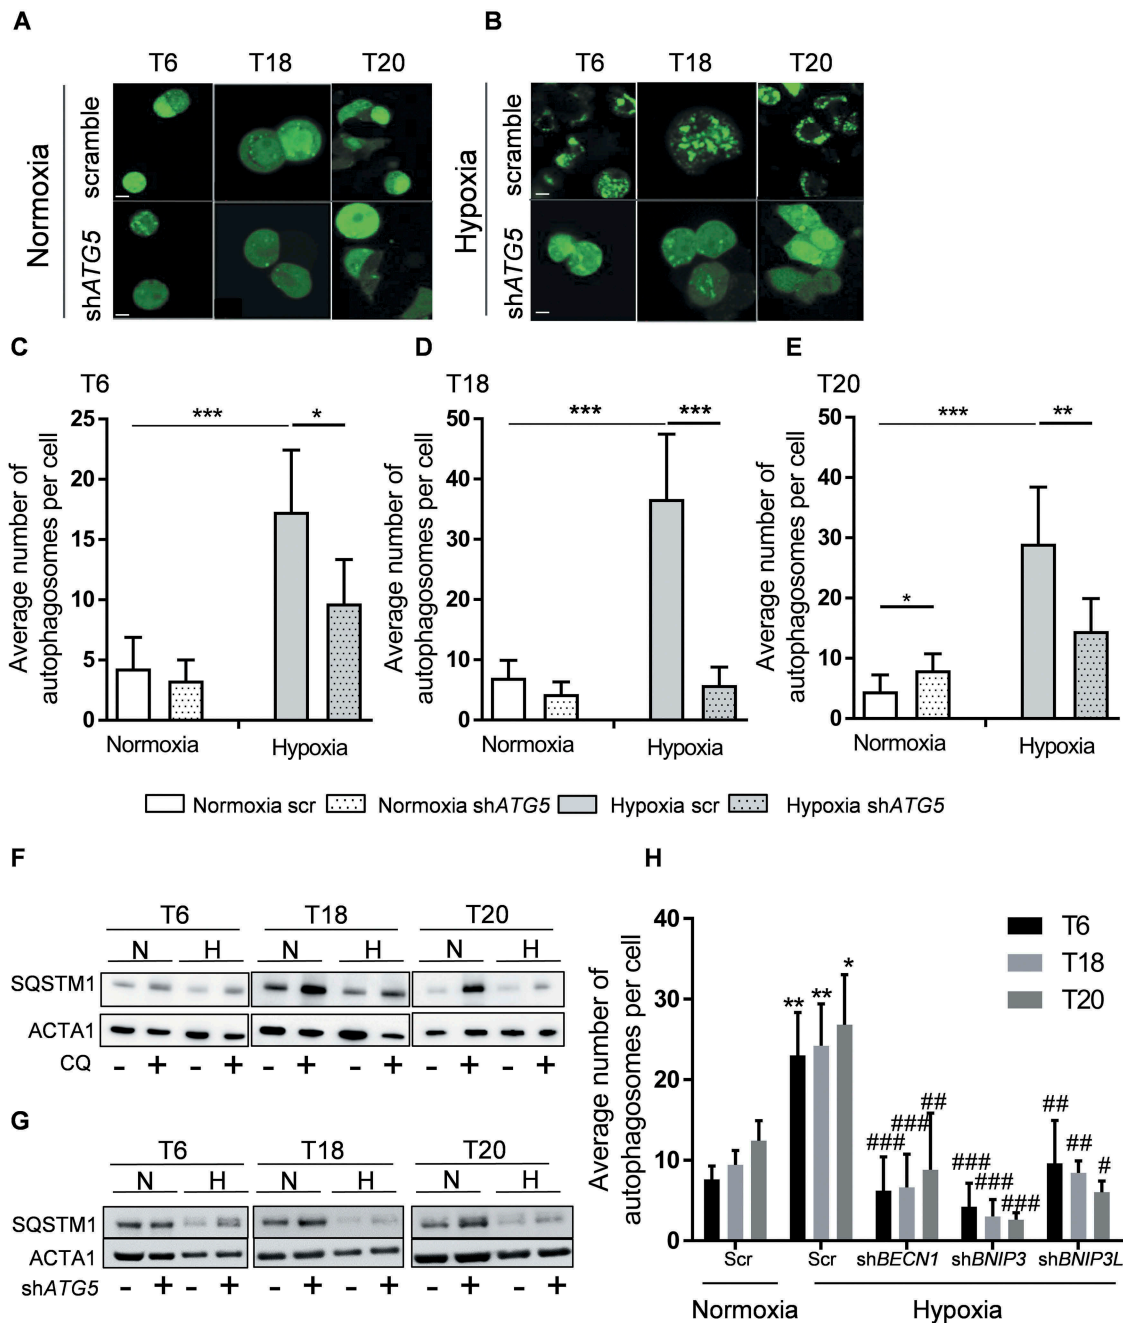 A
T6 T18 T20
Normoxia
scramble
shATG5
B
T6 T18 T20
Hypoxia
scramble
shATG5
C
T6
Average number of
autophagosomes per cell
25
20
15
10
5
0
*** *
Normoxia Hypoxia
D
T18
Average number of
autophagosomes per cell
50
40
30
20
10
0
*** ***
Normoxia Hypoxia
E
T20
Average number of
autophagosomes per cell
50
40
30
20
10
0
*** **
*
Normoxia Hypoxia
Normoxia scr Normoxia shATG5 Hypoxia scr Hypoxia shATG5
F
T6 T18 T20
N H N H N H
SQSTM1
ACTA1
CQ - + - + - + - + - + - +
G
T6 T18 T20
N H N H N H
SQSTM1
ACTA1
shATG5 - + - + - + - + - + - +
H
Average number of
autophagosomes per cell
40
30
20
10
0
T6
T18
T20
** ** *
### ### ##
### ### ###
## ## #
Scr Scr shBECN1 shBNIP3 shBNIP3L
Normoxia Hypoxia